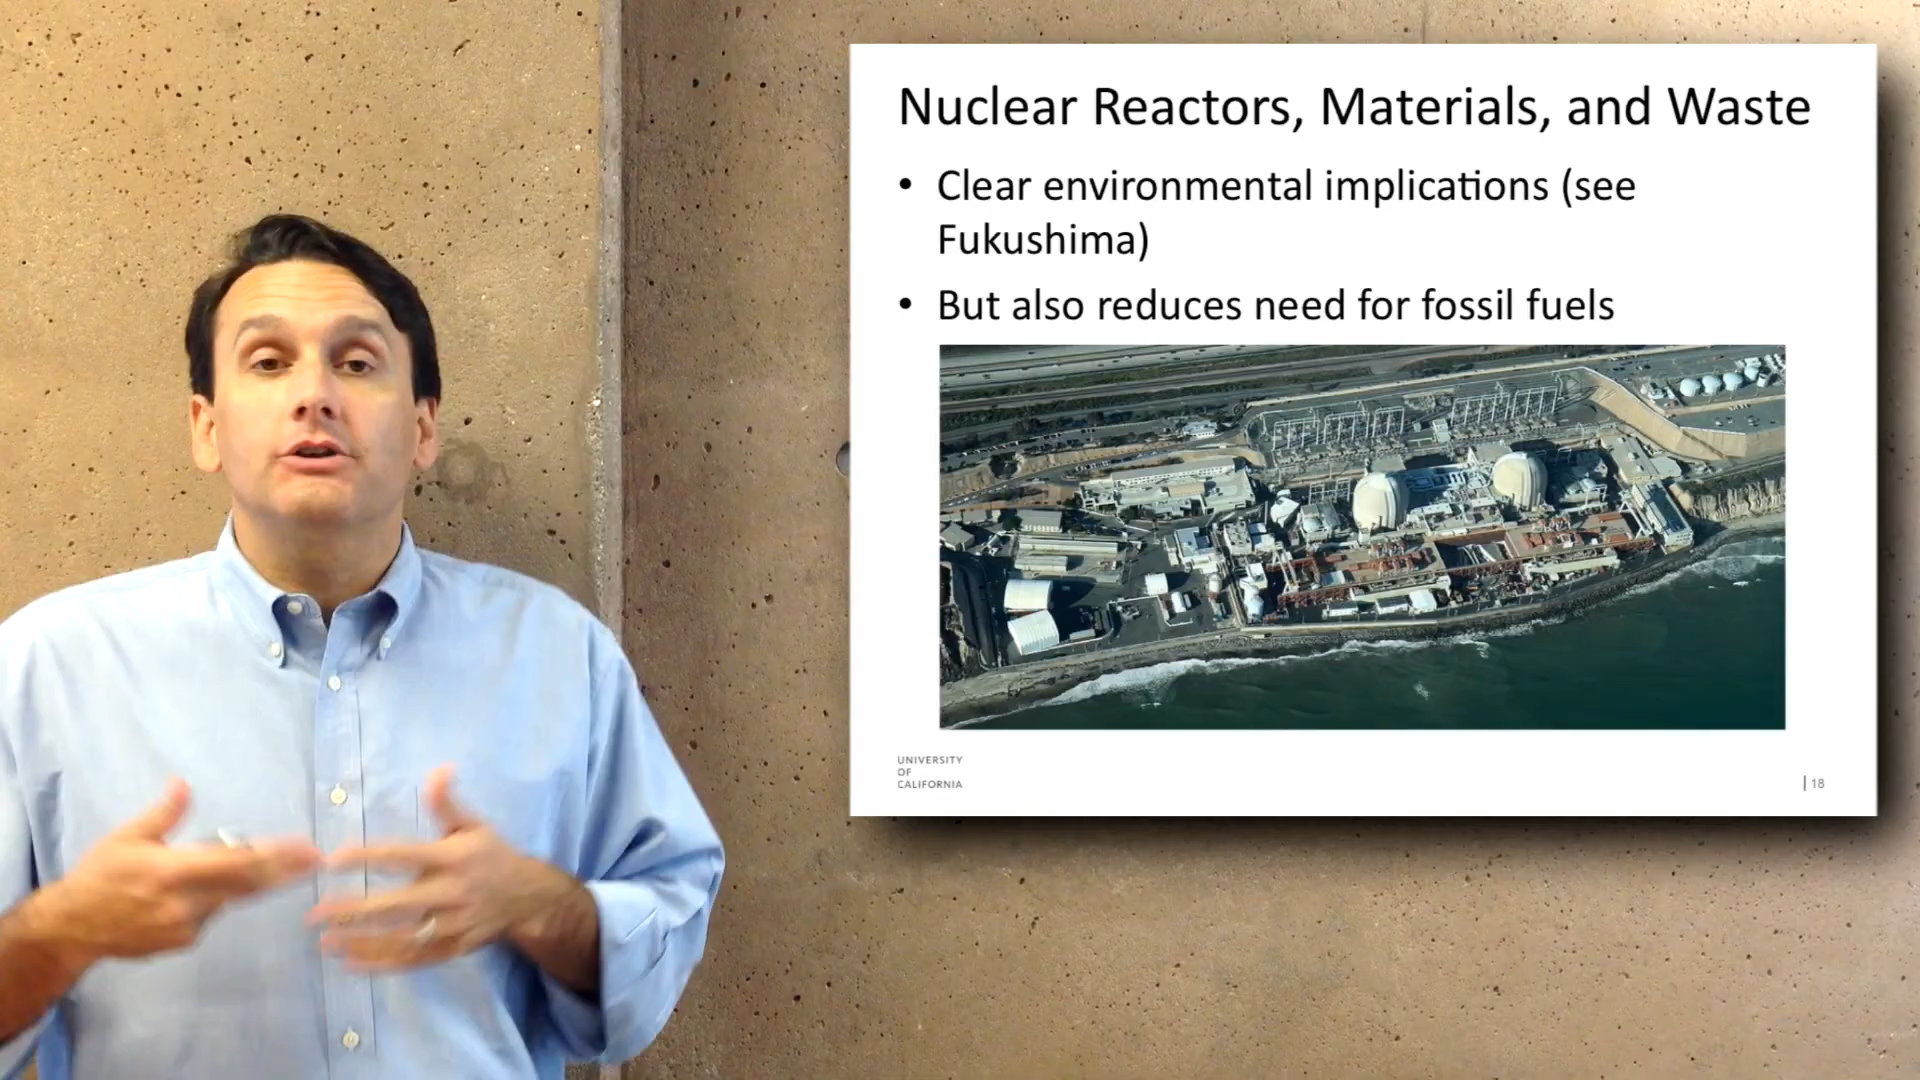 Nuclear Reactors, Materials, and Waste
• Clear environmental implications (see
Fukushima)
• But also reduces need for fossil fuels
UNIVERSITY
OF
CALIFORNIA
| 18